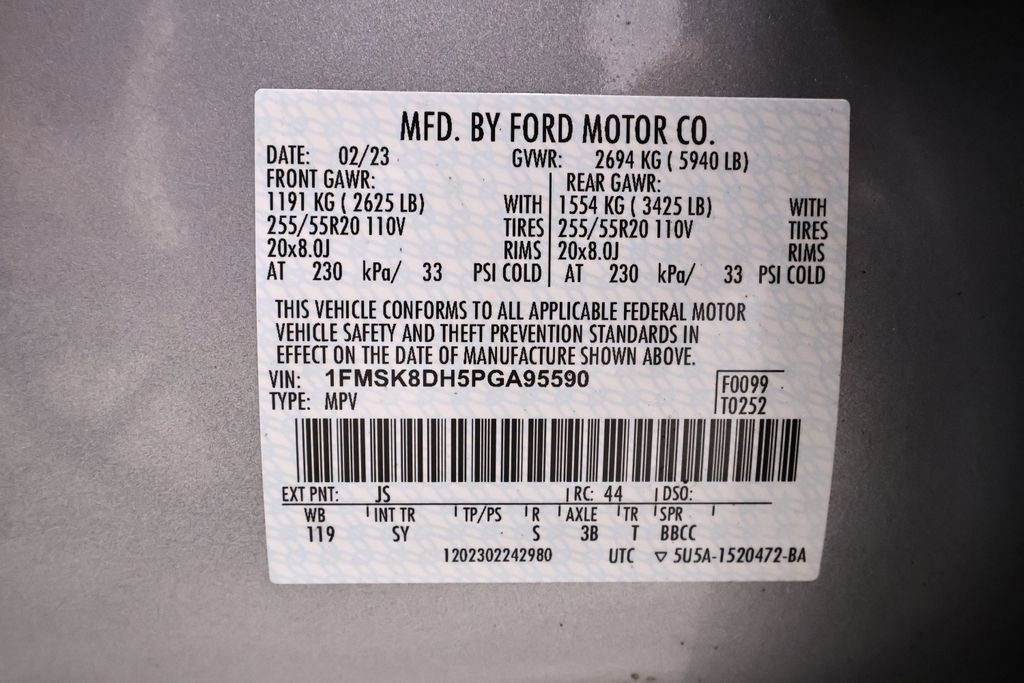 MFD. BY FORD MOTOR CO.
DATE: 02/23 GVWR: 2694 KG ( 5940 LB)
FRONT GAWR: REAR GAWR:
1191 KG ( 2625 LB) WITH 1554 KG ( 3425 LB) WITH
255/55R20 110V TIRES 255/55R20 110V TIRES
20x8.0J RIMS 20x8.0J RIMS
AT 230 kPa/ 33 PSI COLD AT 230 kPa/ 33 PSI COLD
THIS VEHICLE CONFORMS TO ALL APPLICABLE FEDERAL MOTOR
VEHICLE SAFETY AND THEFT PREVENTION STANDARDS IN
EFFECT ON THE DATE OF MANUFACTURE SHOWN ABOVE.
VIN: 1FMSK8DH5PGA95590 F0099
TYPE: MPV T0252
EXT PNT: JS RC: 44 DSO:
WB INT TR TP/PS R AXLE TR SPR
119 SY S 3B T BBCC
1202302242980 UTC ▽ 5U5A-1520472-BA